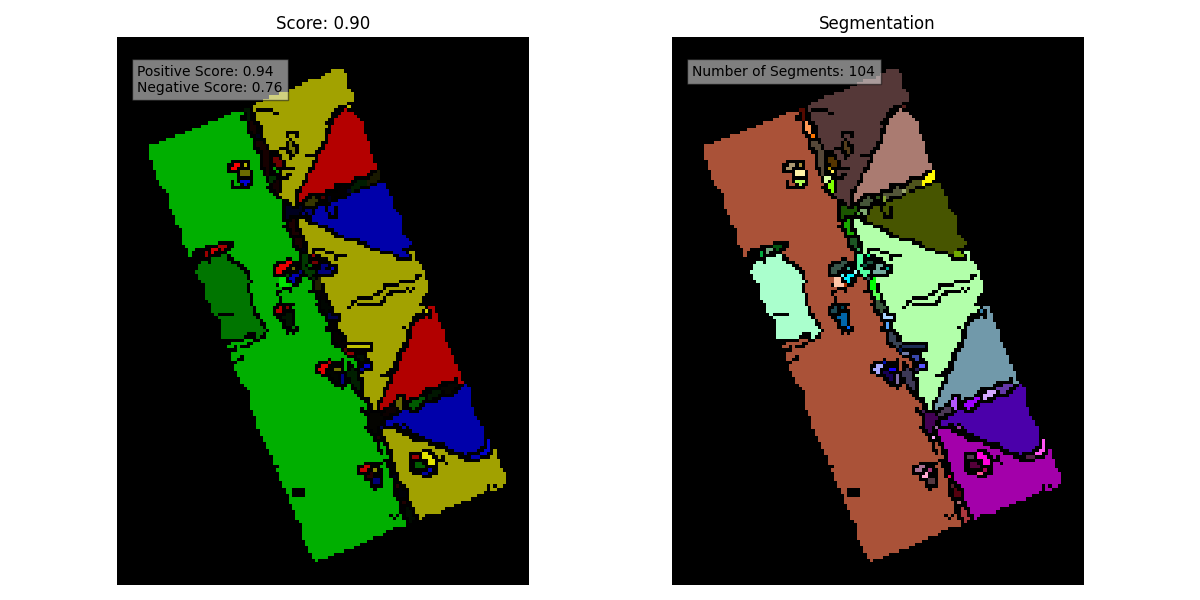 Score: 0.90
Positive Score: 0.94
Negative Score: 0.76
Segmentation
Number of Segments: 104